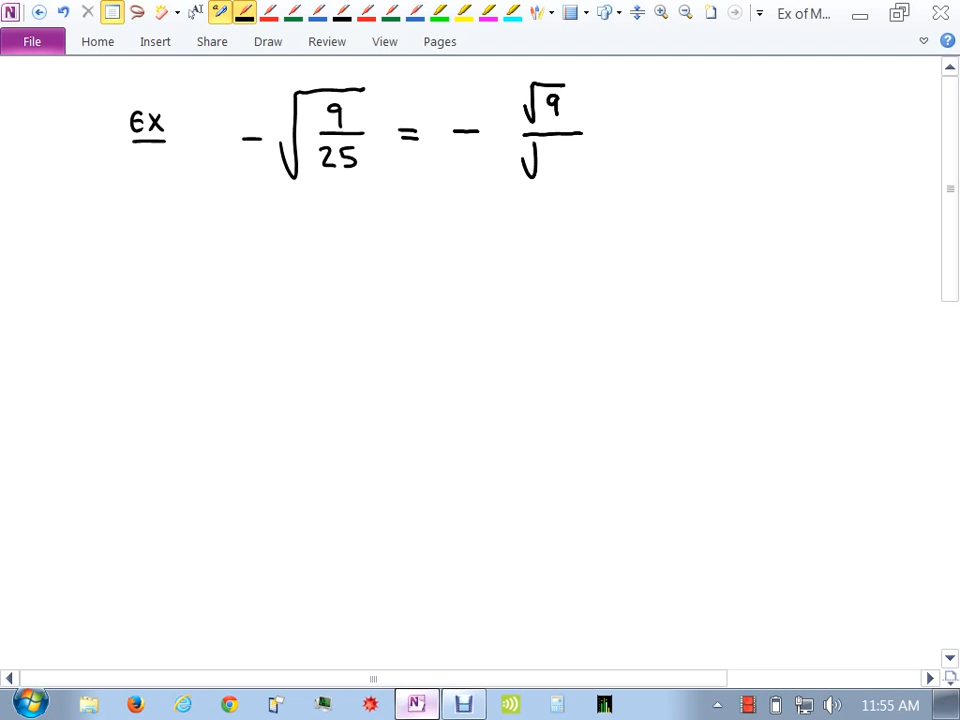 Ex of M...
File Home Insert Share Draw Review View Pages
Ex -√(9/25) = - √9/√
11:55 AM